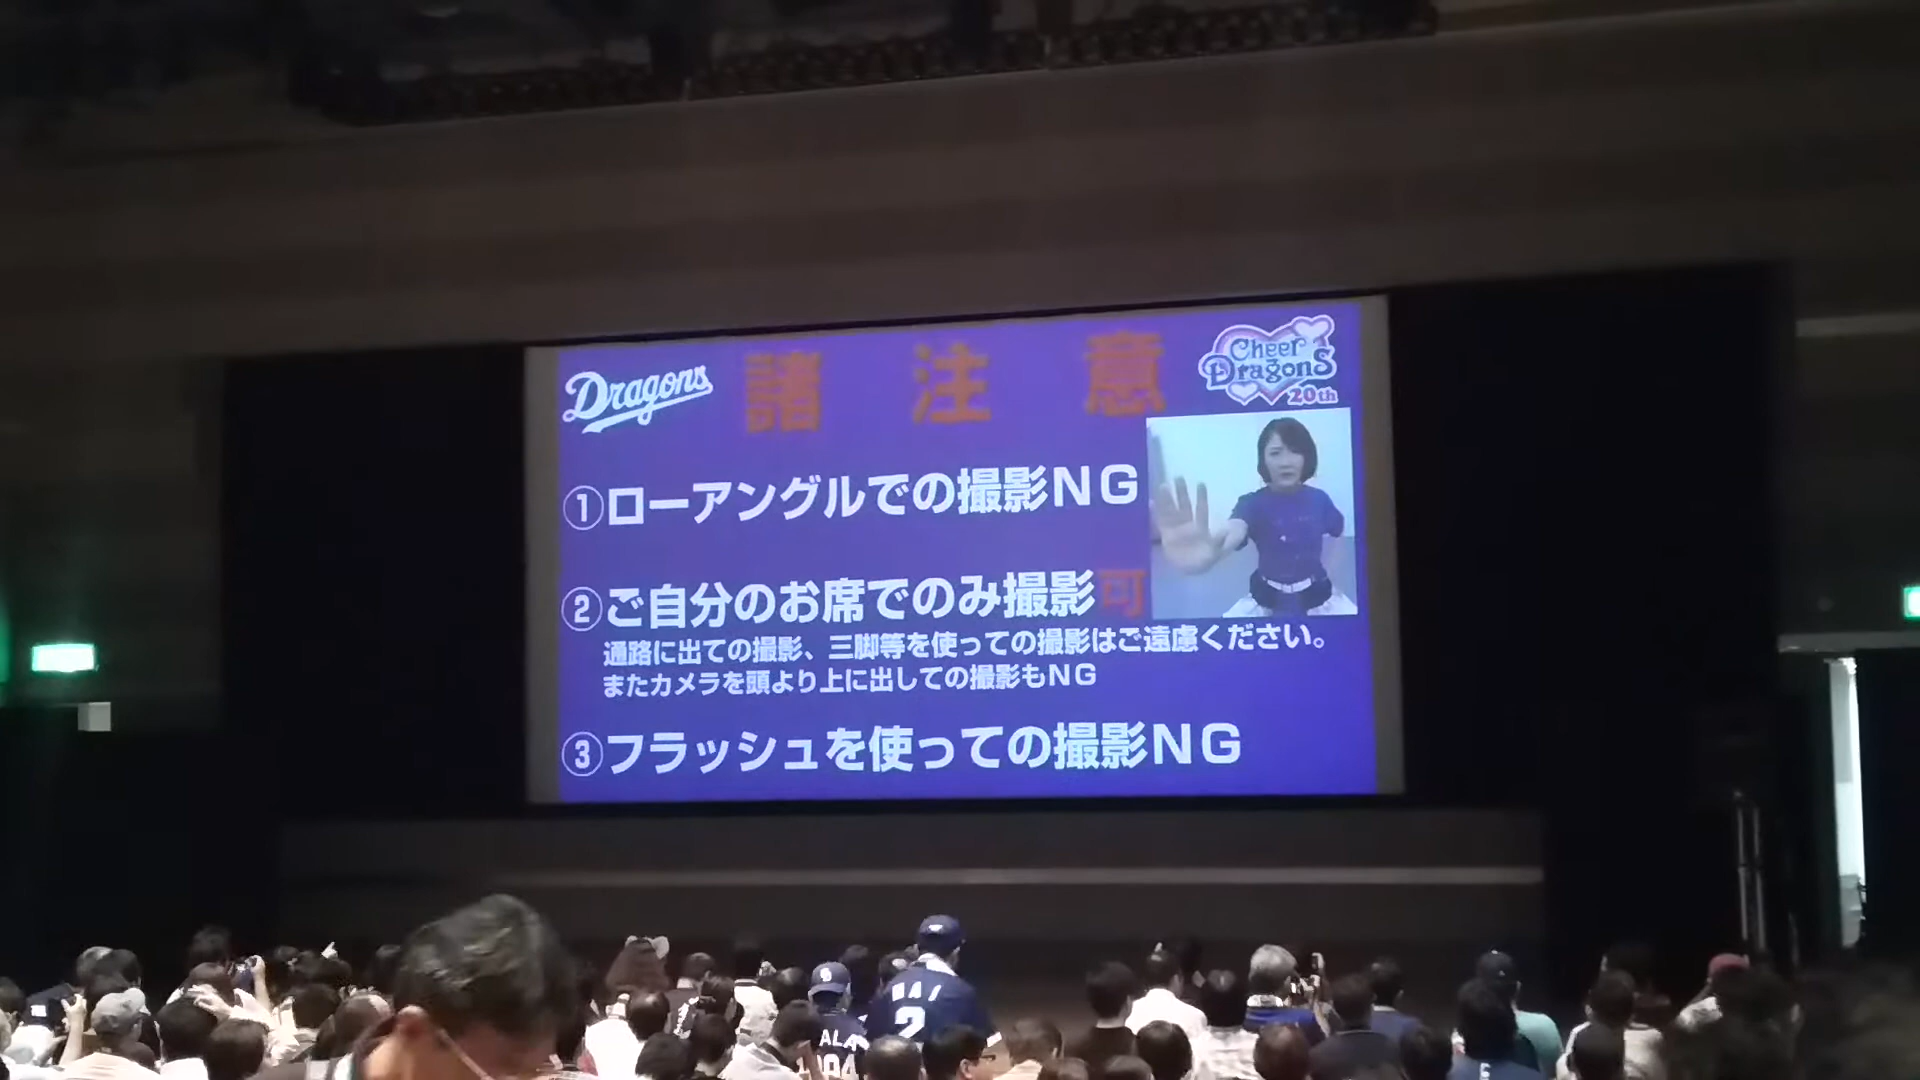 Dragons
諸注意
Cheer
Dragons
20th
①ローアングルでの撮影NG
②ご自分のお席でのみ撮影可
通路に出ての撮影、三脚等を使っての撮影はご遠慮ください。
またカメラを頭より上に出しての撮影もNG
③フラッシュを使っての撮影NG
2
ALA